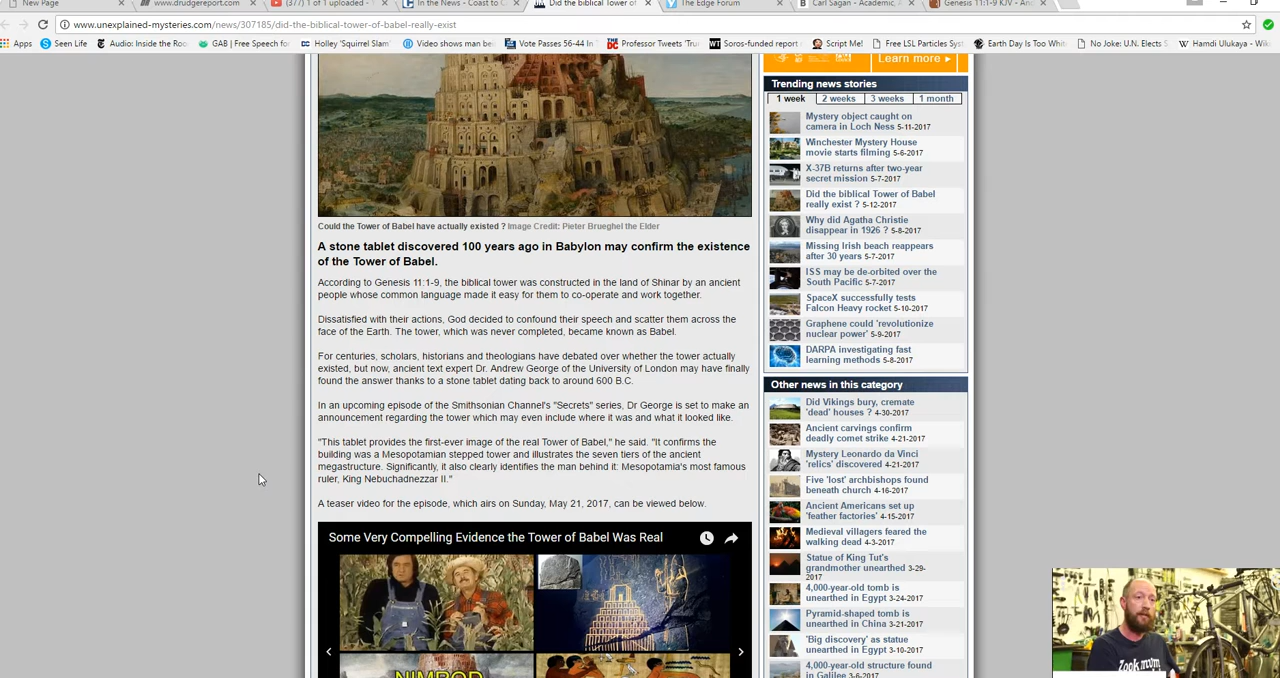 New Page
www.drudgereport.com
(377) 1 of 1 uploaded -
In the News - Coast to C
Did the biblical Tower of
The Edge Forum
Carl Sagan - Academic,
Genesis 11:1-9 KJV - And
www.unexplained-mysteries.com/news/307185/did-the-biblical-tower-of-babel-really-exist
Apps
Seen Life
Audio: Inside the Roo
GAB | Free Speech fo
Holley 'Squirrel Slam'
Video shows man be
Vote Passes 56-44 In
Professor Tweets 'Tru
Soros-funded report
Script Me!
Free LSL Particles Sys
Earth Day Is Too Whit
No Joke: U.N. Elects S
Hamdi Ulukaya - Wik
Learn more
Could the Tower of Babel have actually existed ? Image Credit: Pieter Brueghel the Elder
A stone tablet discovered 100 years ago in Babylon may confirm the existence
of the Tower of Babel.
According to Genesis 11:1-9, the biblical tower was constructed in the land of Shinar by an ancient
people whose common language made it easy for them to co-operate and work together.
Dissatisfied with their actions, God decided to confound their speech and scatter them across the
face of the Earth. The tower, which was never completed, became known as Babel.
For centuries, scholars, historians and theologians have debated over whether the tower actually
existed, but now, ancient text expert Dr. Andrew George of the University of London may have finally
found the answer thanks to a stone tablet dating back to around 600 B.C.
In an upcoming episode of the Smithsonian Channel's "Secrets" series, Dr George is set to make an
announcement regarding the tower which may even include where it was and what it looked like.
"This tablet provides the first-ever image of the real Tower of Babel," he said. "It confirms the
building was a Mesopotamian stepped tower and illustrates the seven tiers of the ancient
megastructure. Significantly, it also clearly identifies the man behind it: Mesopotamia's most famous
ruler, King Nebuchadnezzar II."
A teaser video for the episode, which airs on Sunday, May 21, 2017, can be viewed below.
Some Very Compelling Evidence the Tower of Babel Was Real
NIMROD
Trending news stories
1 week
2 weeks
3 weeks
1 month
Mystery object caught on
camera in Loch Ness 5-11-2017
Winchester Mystery House
movie starts filming 5-6-2017
X-37B returns after two-year
secret mission 5-7-2017
Did the biblical Tower of Babel
really exist ? 5-12-2017
Why did Agatha Christie
disappear in 1926 ? 5-8-2017
Missing Irish beach reappears
after 30 years 5-7-2017
ISS may be de-orbited over the
South Pacific 5-7-2017
SpaceX successfully tests
Falcon Heavy rocket 5-10-2017
Graphene could 'revolutionize
nuclear power' 5-9-2017
DARPA investigating fast
learning methods 5-8-2017
Other news in this category
Did Vikings bury, cremate
'dead' houses ? 4-30-2017
Ancient carvings confirm
deadly comet strike 4-21-2017
Mystery Leonardo da Vinci
'relics' discovered 4-21-2017
Five 'lost' archbishops found
beneath church 4-16-2017
Ancient Americans set up
'feather factories' 4-15-2017
Medieval villagers feared the
walking dead 4-3-2017
Statue of King Tut's
grandmother unearthed 3-29-
2017
4,000-year-old tomb is
unearthed in Egypt 3-24-2017
Pyramid-shaped tomb is
unearthed in China 3-21-2017
'Big discovery' as statue
unearthed in Egypt 3-10-2017
4,000-year-old structure found
in Galilee 3-6-2017